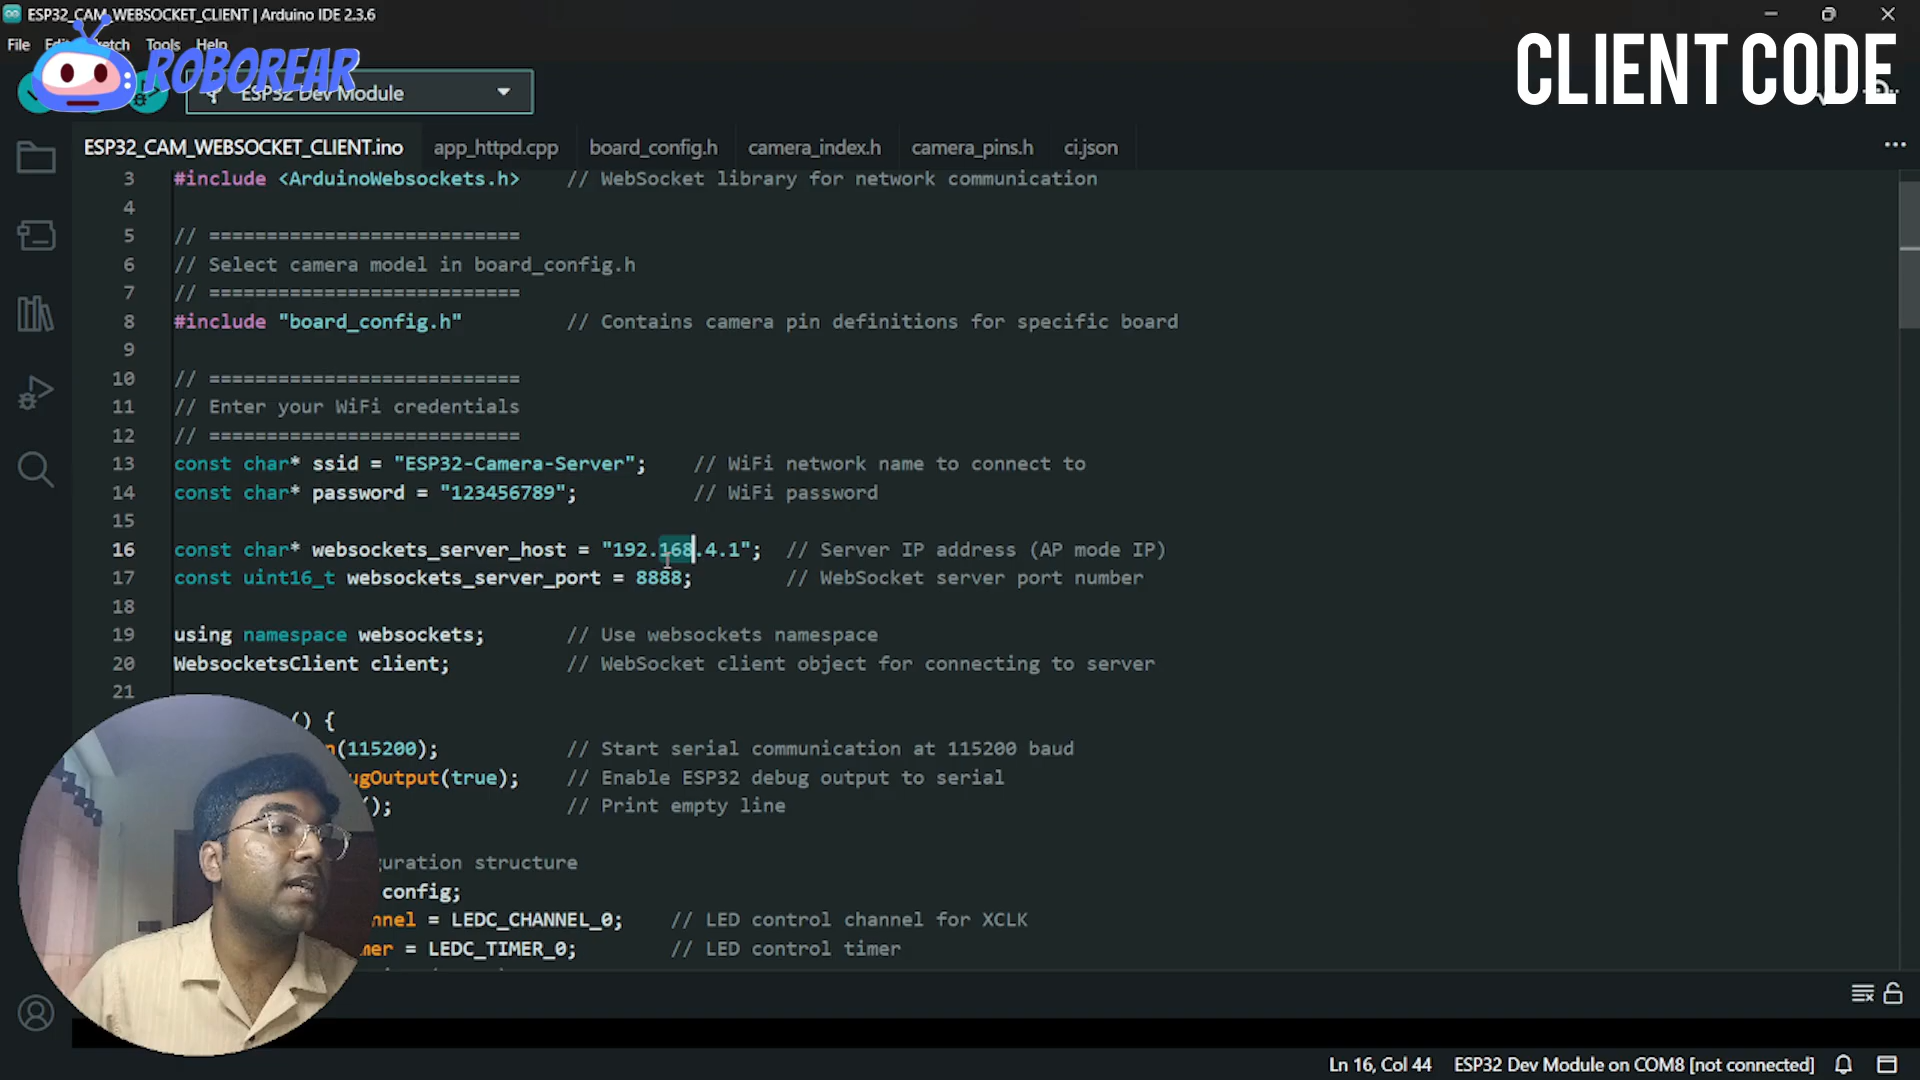 ESP32_CAM_WEBSOCKET_CLIENT | Arduino IDE 2.3.6
File Edit Sketch Tools Help
ROBOREAR
CLIENT CODE
ESP32 Dev Module
ESP32_CAM_WEBSOCKET_CLIENT.ino app_httpd.cpp board_config.h camera_index.h camera_pins.h ci.json
3 #include <ArduinoWebsockets.h> // WebSocket library for network communication
4
5 // ===========================
6 // Select camera model in board_config.h
7 // ===========================
8 #include "board_config.h" // Contains camera pin definitions for specific board
9
10 // ===========================
11 // Enter your WiFi credentials
12 // ===========================
13 const char* ssid = "ESP32-Camera-Server"; // WiFi network name to connect to
14 const char* password = "123456789"; // WiFi password
15
16 const char* websockets_server_host = "192.168.4.1"; // Server IP address (AP mode IP)
17 const uint16_t websockets_server_port = 8888; // WebSocket server port number
18
19 using namespace websockets; // Use websockets namespace
20 WebsocketsClient client; // WebSocket client object for connecting to server
21
() {
n(115200); // Start serial communication at 115200 baud
ugOutput(true); // Enable ESP32 debug output to serial
(); // Print empty line
guration structure
config;
nnel = LEDC_CHANNEL_0; // LED control channel for XCLK
mer = LEDC_TIMER_0; // LED control timer
Ln 16, Col 44 ESP32 Dev Module on COM8 [not connected]